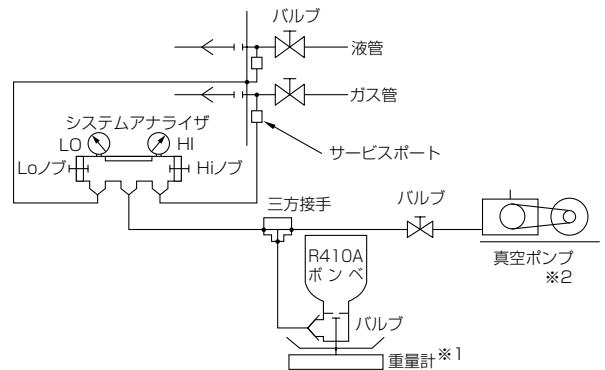 バルブ
液管
ガス管
システムアナライザ
LO
HI
Loノブ
Hiノブ
サービスポート
三方接手
バルブ
R410A
ボンベ
真空ポンプ
※2
バルブ
重量計※1